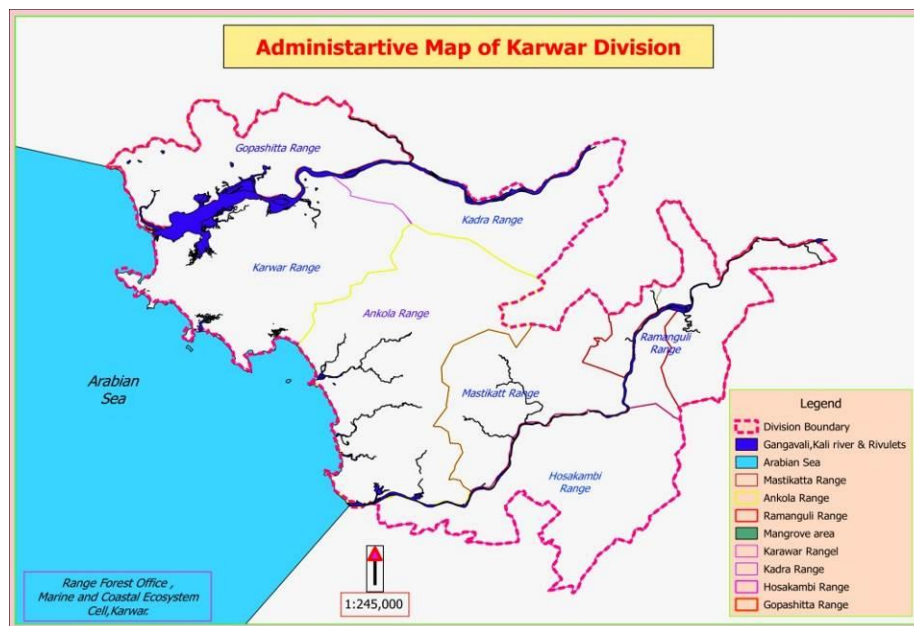 Administartive Map of Karwar Division
Gopashitta Range
Kadra Range
Karwar Range
Ankola Range
Ramanguli
Range
Arabian
Sea
Mastikatt Range
Hosakambi
Range
Legend
Division Boundary
Gangavali,Kali river & Rivulets
Arabian Sea
Mastikatta Range
Ankola Range
Ramanguli Range
Mangrove area
Karawar Rangel
Kadra Range
Hosakambi Range
Gopashitta Range
Range Forest Office ,
Marine and Coastal Ecosystem
Cell,Karwar.
1:245,000